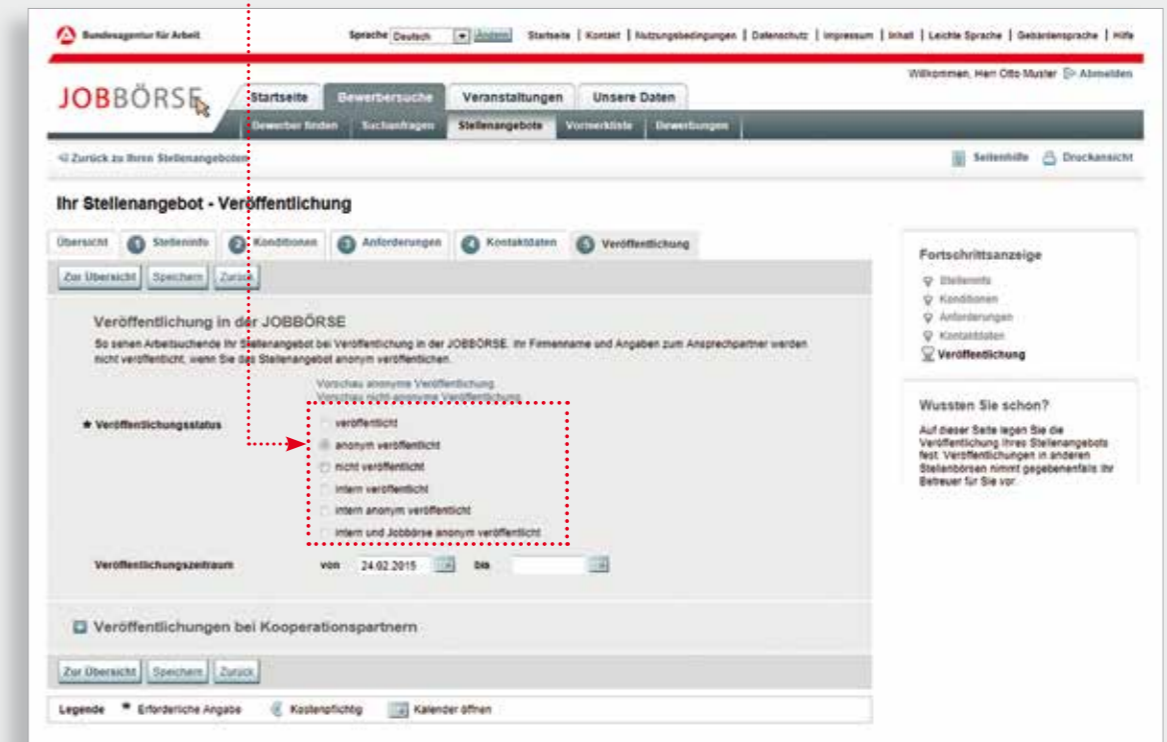 Bundesagentur für Arbeit
Sprache Deutsch Ändern Startseite | Kontakt | Nutzungsbedingungen | Datenschutz | Impressum | Inhalt | Leichte Sprache | Gebärdensprache | Hilfe
Willkommen, Herr Otto Muster Abmelden
JOBBÖRSE
Startseite Bewerbersuche Veranstaltungen Unsere Daten
Bewerber finden Suchanfragen Stellenangebote Vormerkliste Bewerbungen
Zurück zu Ihren Stellenangeboten
Seitenhilfe Druckansicht
Ihr Stellenangebot - Veröffentlichung
Übersicht 1 Stelleninfo 2 Konditionen 3 Anforderungen 4 Kontaktdaten 5 Veröffentlichung
Zur Übersicht Speichern Zurück
Veröffentlichung in der JOBBÖRSE
So sehen Arbeitsuchende Ihr Stellenangebot bei Veröffentlichung in der JOBBÖRSE. Ihr Firmenname und Angaben zum Ansprechpartner werden
nicht veröffentlicht, wenn Sie das Stellenangebot anonym veröffentlichen.
Vorschau anonyme Veröffentlichung
Vorschau nicht-anonyme Veröffentlichung
* Veröffentlichungsstatus
veröffentlicht
anonym veröffentlicht
nicht veröffentlicht
intern veröffentlicht
intern anonym veröffentlicht
intern und Jobbörse anonym veröffentlicht
Veröffentlichungszeitraum von 24.02.2015 bis
Veröffentlichungen bei Kooperationspartnern
Zur Übersicht Speichern Zurück
Legende * Erforderliche Angabe Kostenpflichtig Kalender öffnen
Fortschrittsanzeige
Stelleninfo
Konditionen
Anforderungen
Kontaktdaten
Veröffentlichung
Wussten Sie schon?
Auf dieser Seite legen Sie die
Veröffentlichung Ihres Stellenangebots
fest. Veröffentlichungen in anderen
Stellenbörsen nimmt gegebenenfalls Ihr
Betreuer für Sie vor.